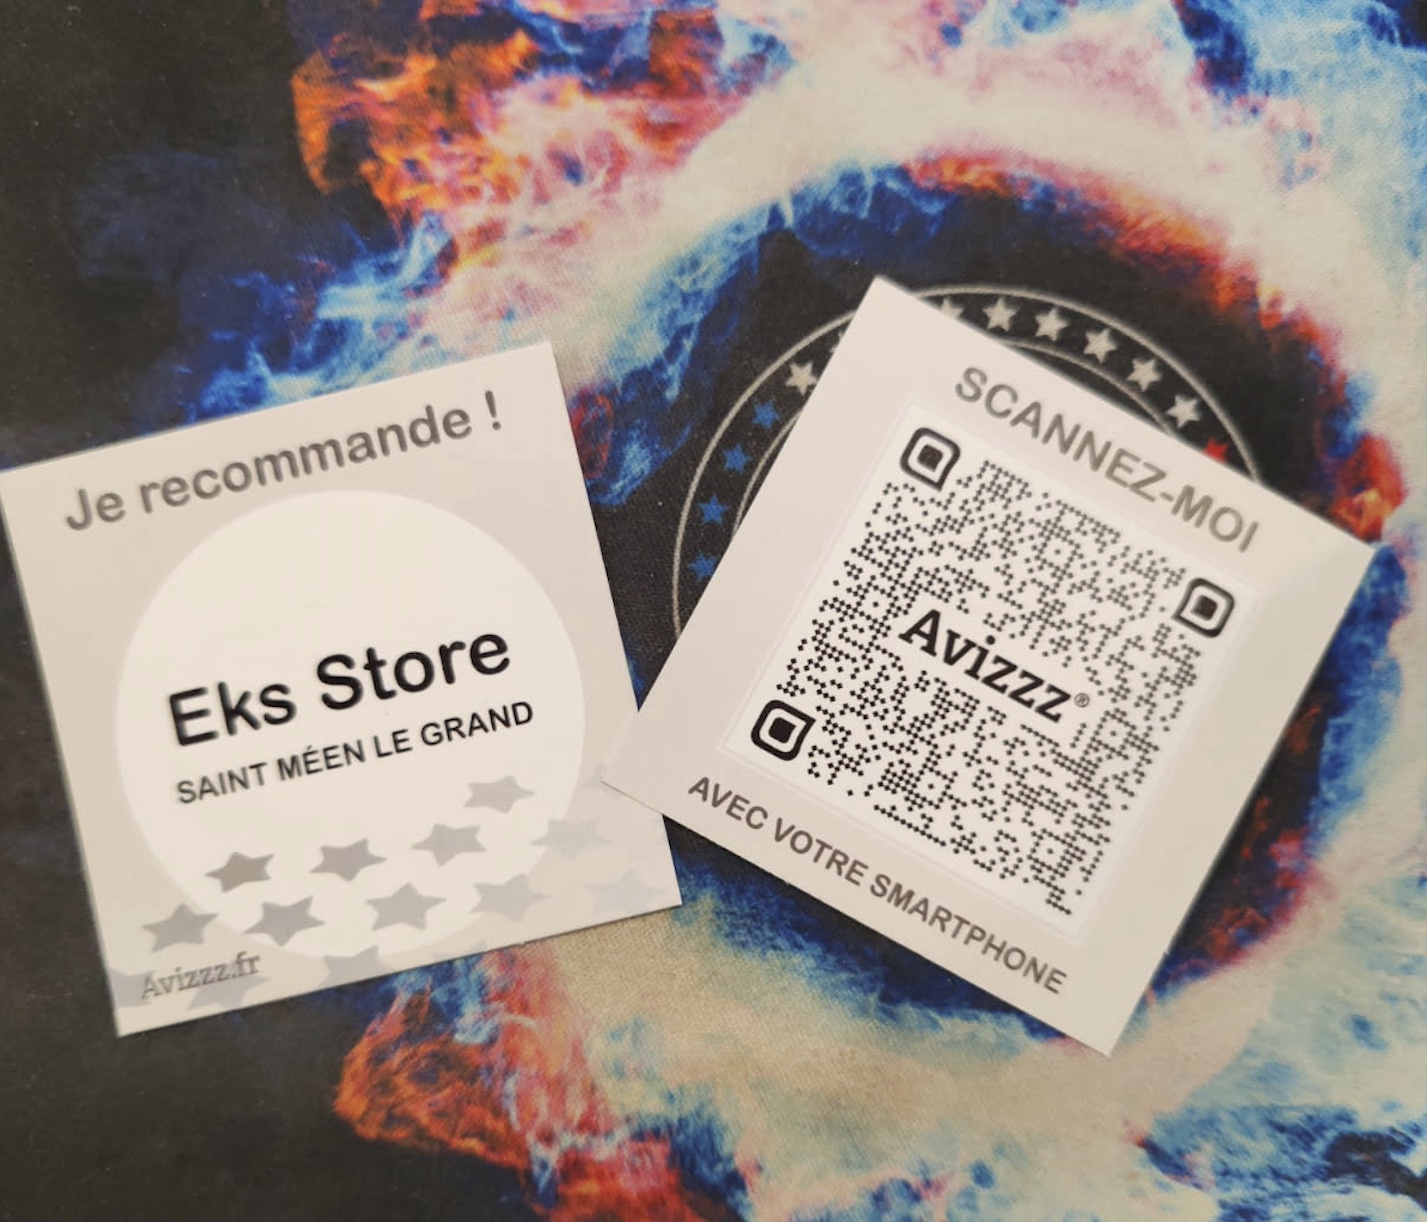 Je recommande !
Eks Store
SAINT MÉEN LE GRAND
Avizzz.fr
SCANNEZ-MOI
Avizzz®
AVEC VOTRE SMARTPHONE